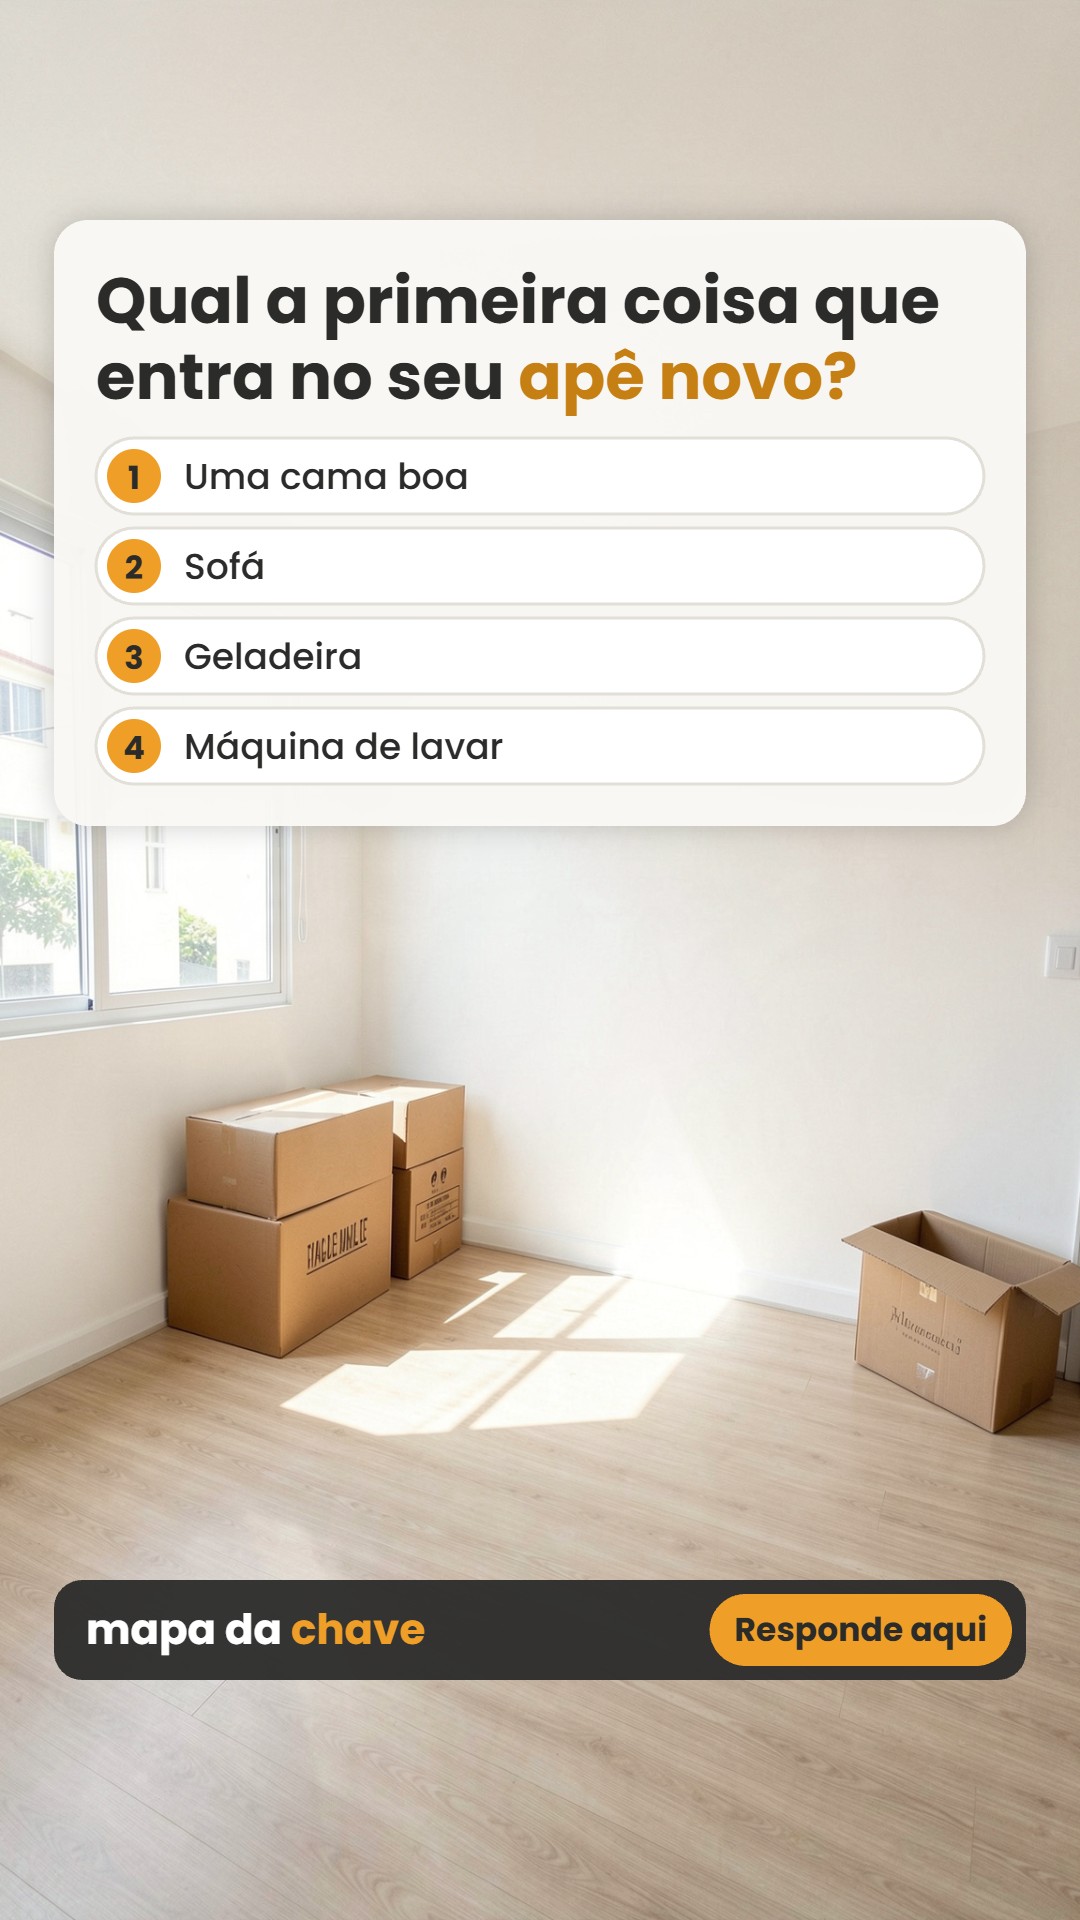 Qual a primeira coisa que
entra no seu apê novo?
1 Uma cama boa
2 Sofá
3 Geladeira
4 Máquina de lavar
mapa da chave
Responde aqui